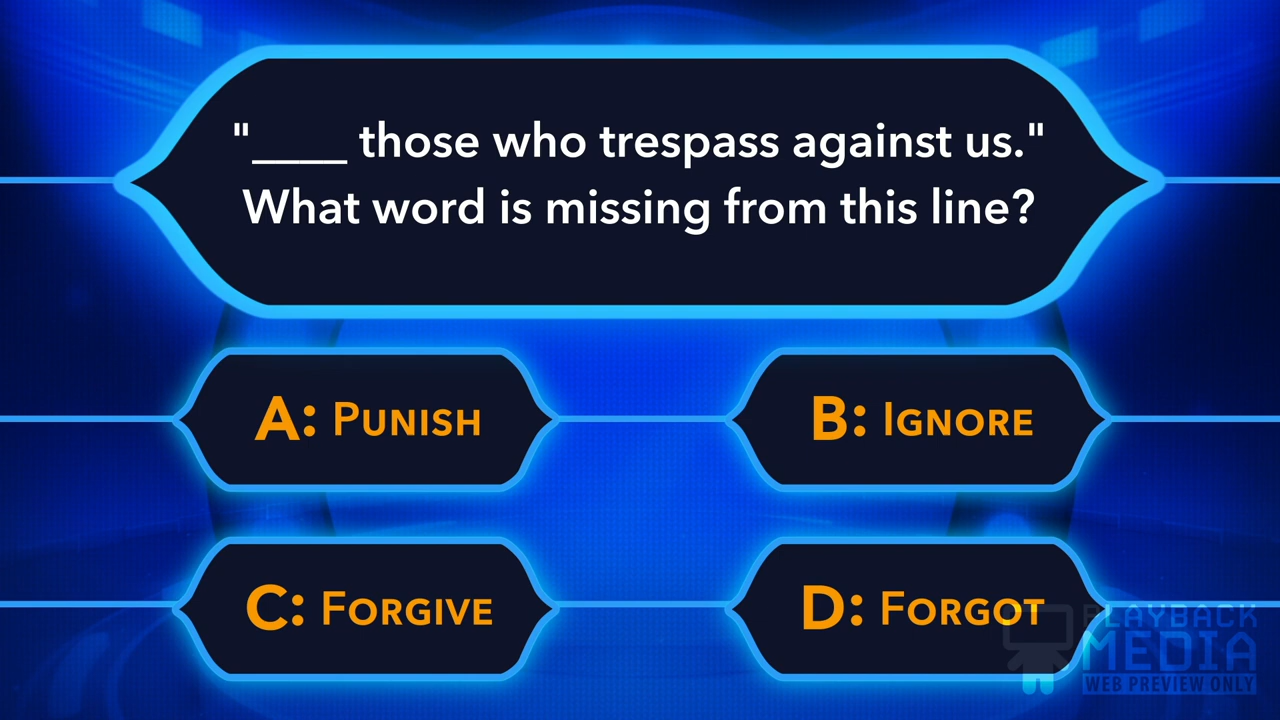 "____ those who trespass against us."
What word is missing from this line?
A: PUNISH
B: IGNORE
C: FORGIVE
D: FORGOT
PLAYBACK
MEDIA
WEB PREVIEW ONLY